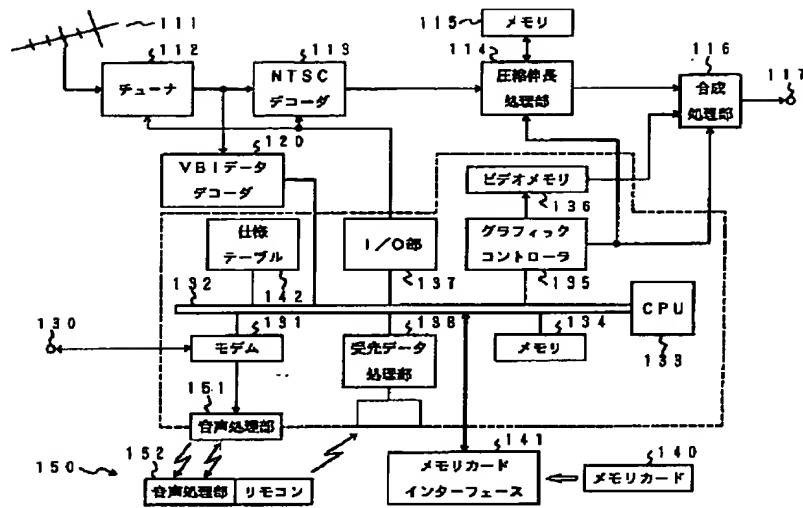 111
112
チューナ
113
NTSC
デコーダ
115
メモリ
114
圧縮伸長
処理部
116
合成
処理部
117
120
VBIデータ
デコーダ
ビデオメモリ
136
仕様
テーブル
142
I/O部
137
グラフィック
コントローラ
135
132
CPU
133
130
131
モデム
138
受光データ
処理部
134
メモリ
151
音声処理部
150
152
音声処理部
リモコン
141
メモリカード
インターフェース
140
メモリカード